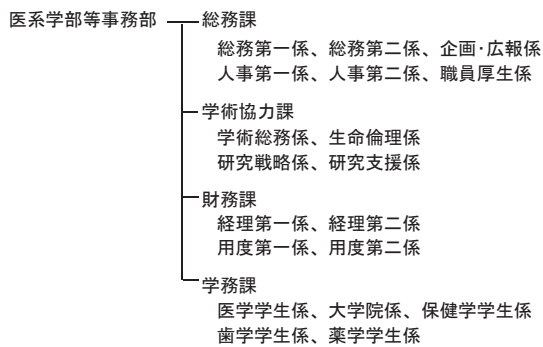 医系学部等事務部 総務課
総務第一係、総務第二係、企画・広報係
人事第一係、人事第二係、職員厚生係
学術協力課
学術総務係、生命倫理係
研究戦略係、研究支援係
財務課
経理第一係、経理第二係
用度第一係、用度第二係
学務課
医学学生係、大学院係、保健学学生係
歯学学生係、薬学学生係